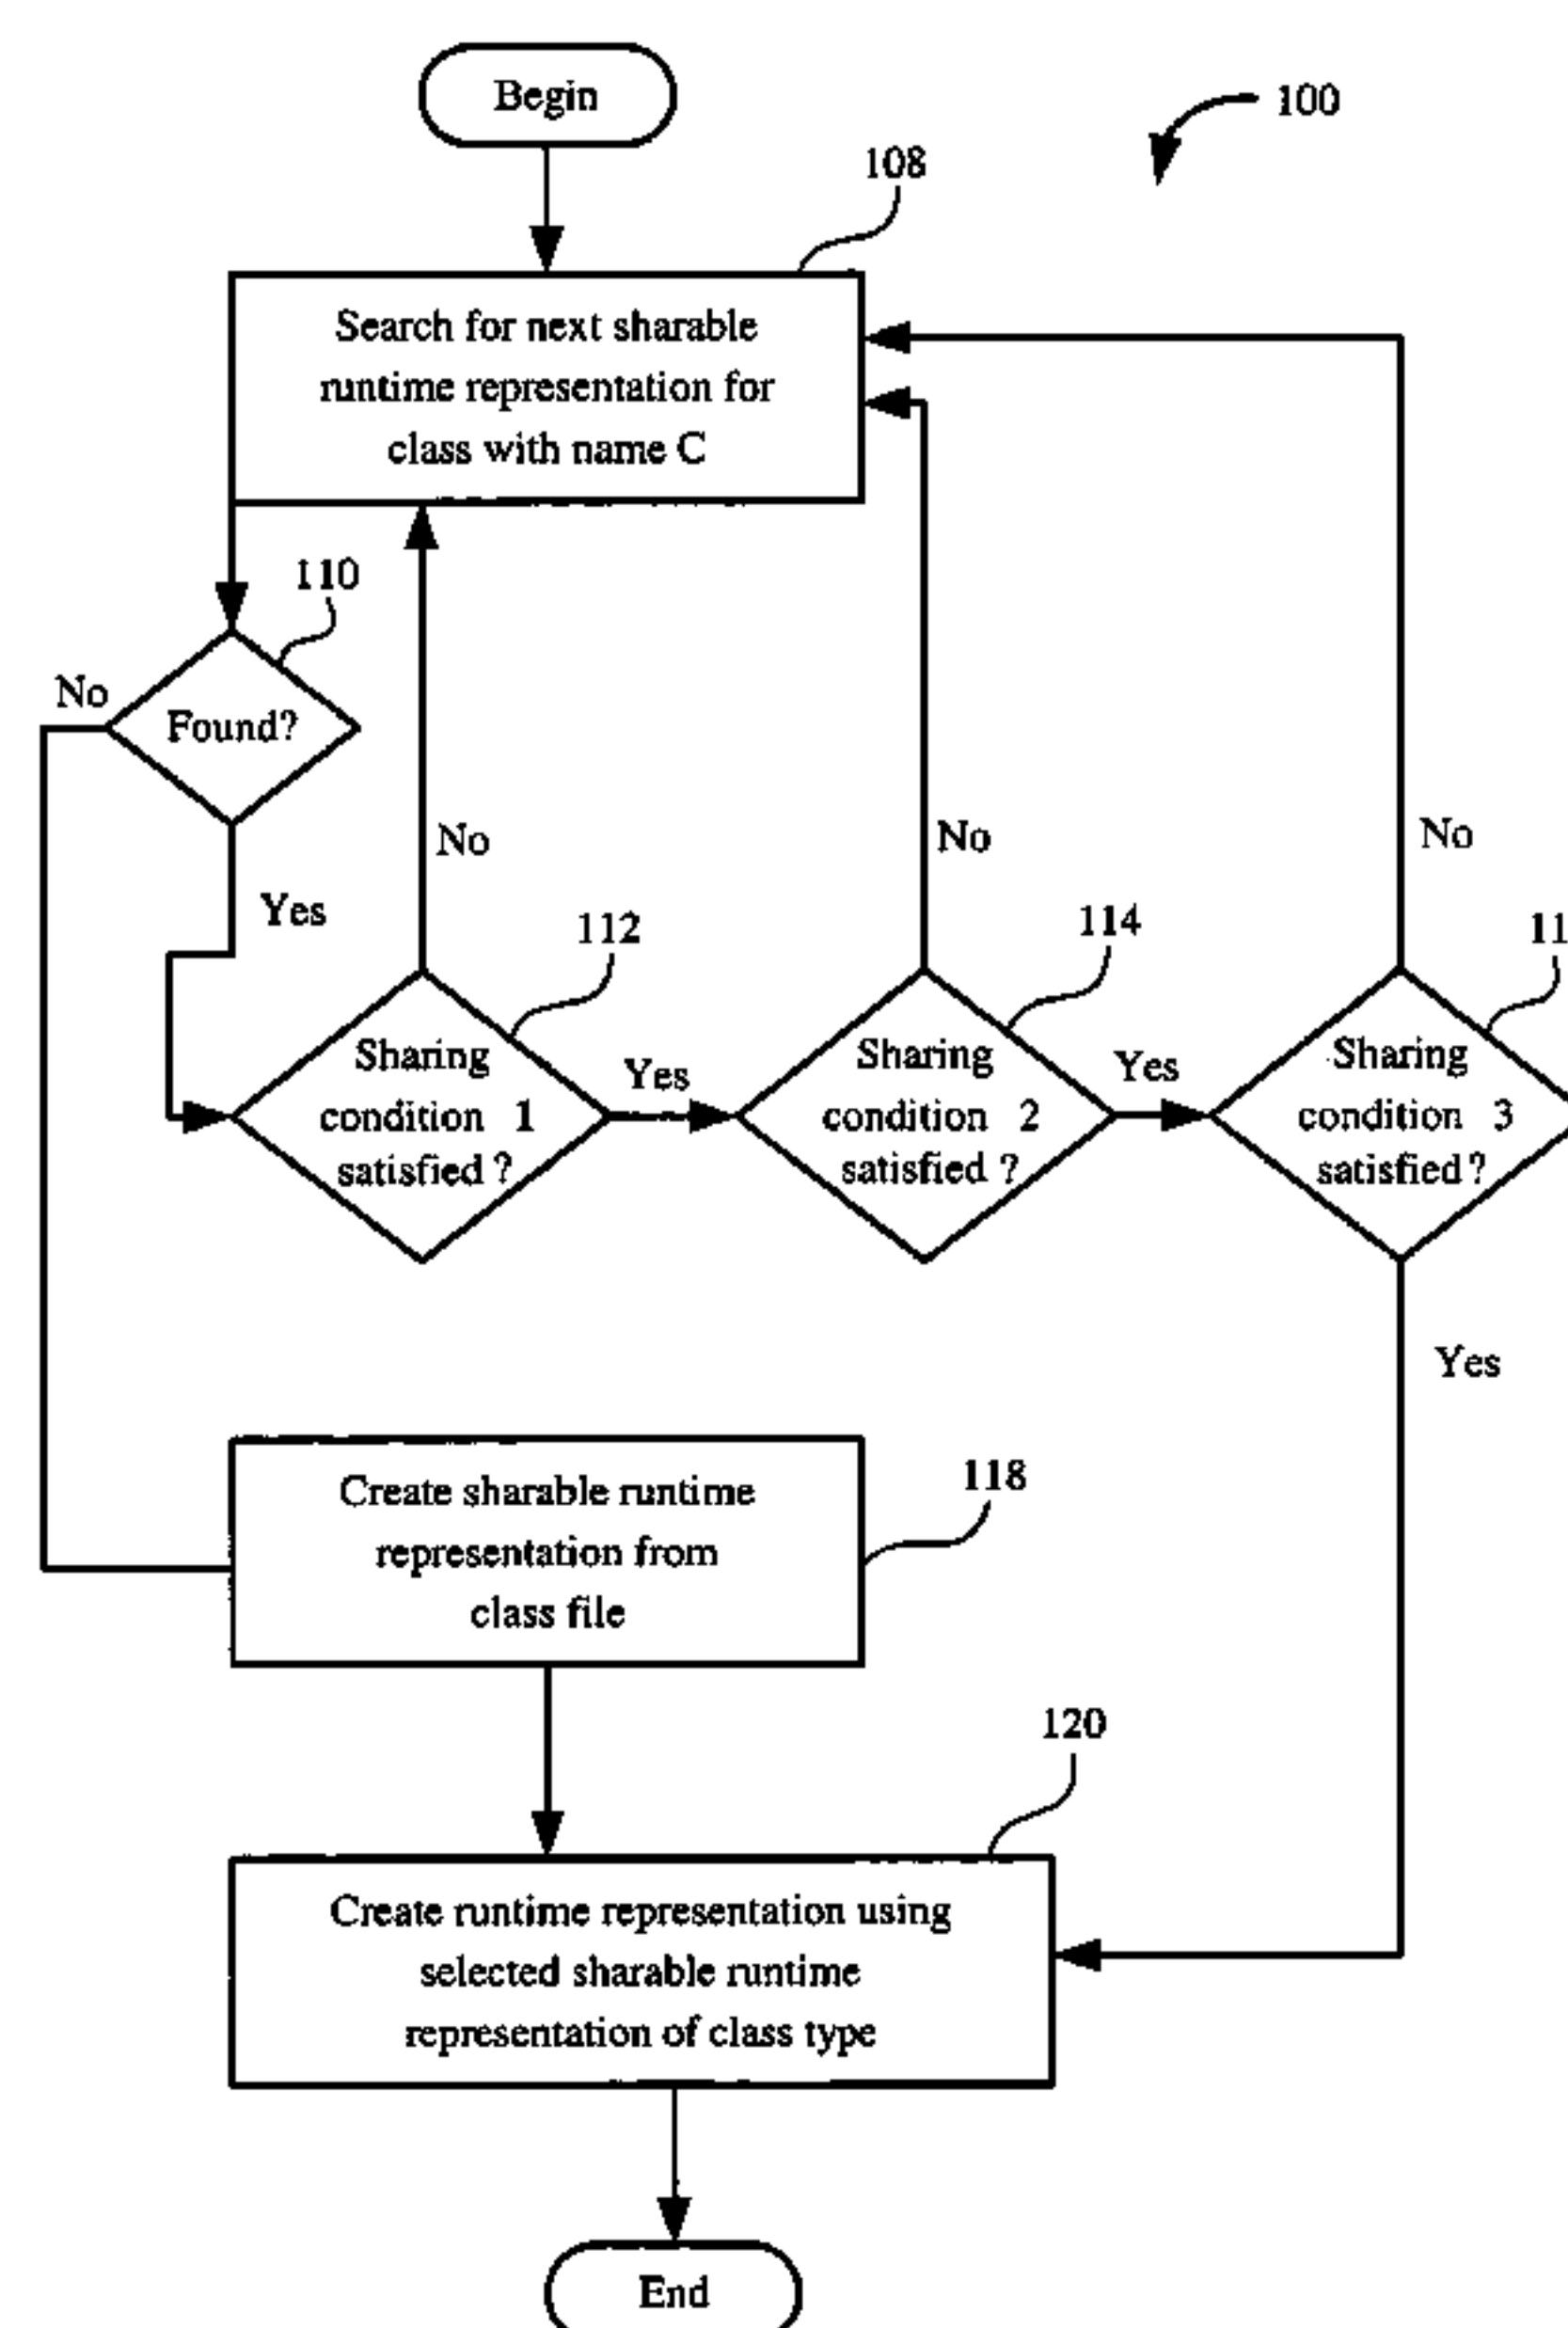 Begin
100
108
Search for next sharable
runtime representation for
class with name C
110
No
Found?
Yes
No
No
No
112
114
11
Sharing
condition 1
satisfied ?
Yes
Sharing
condition 2
satisfied ?
Yes
Sharing
condition 3
satisfied ?
Yes
Create sharable runtime
representation from
class file
118
120
Create runtime representation using
selected sharable runtime
representation of class type
End